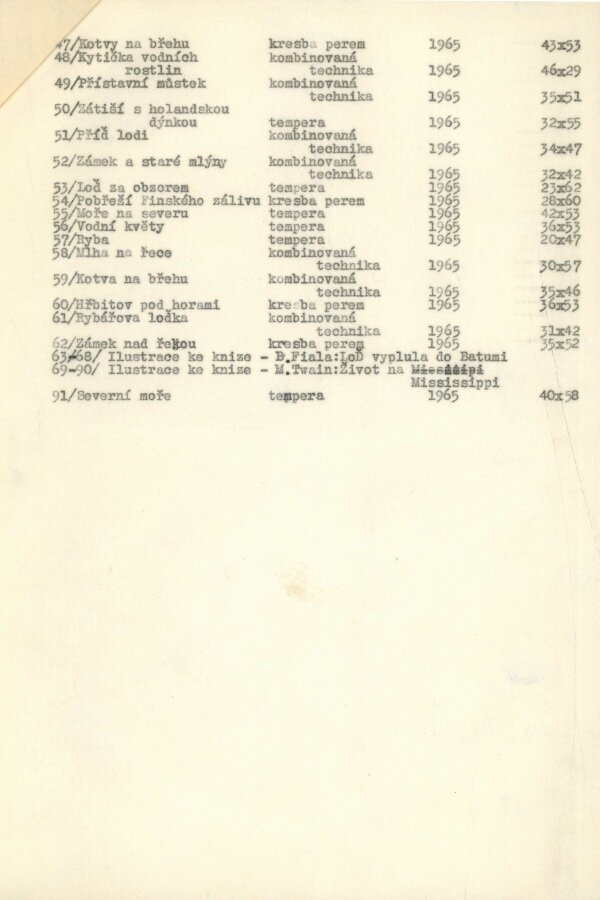 47/Kotvy na břehu kresba perem 1965 43x53
48/Kytička vodních kombinovaná
rostlin technika 1965 46x29
49/Přístavní můstek kombinovaná
technika 1965 35x51
50/Zátiší s holandskou
dýnkou tempera 1965 32x55
51/Příď lodi kombinovaná
technika 1965 34x47
52/Zámek a staré mlýny kombinovaná
technika 1965 32x42
53/Loď za obzorem tempera 1965 23x62
54/Pobřeží Finského zálivu kresba perem 1965 28x60
55/Moře na severu tempera 1965 42x53
56/Vodní květy tempera 1965 36x53
57/Ryba tempera 1965 20x47
58/Mlha na řece kombinovaná
technika 1965 30x57
59/Kotva na břehu kombinovaná
technika 1965 35x46
60/Hřbitov pod horami kresba perem 1965 36x53
61/Rybářova loďka kombinovaná
technika 1965 31x42
62/Zámek nad řekou kresba perem 1965 35x52
63-68/ Ilustrace ke knize - B.Fiala:Loď vyplula do Batumi
69-90/ Ilustrace ke knize - M.Twain:Život na
Mississippi
91/Severní moře tempera 1965 40x58